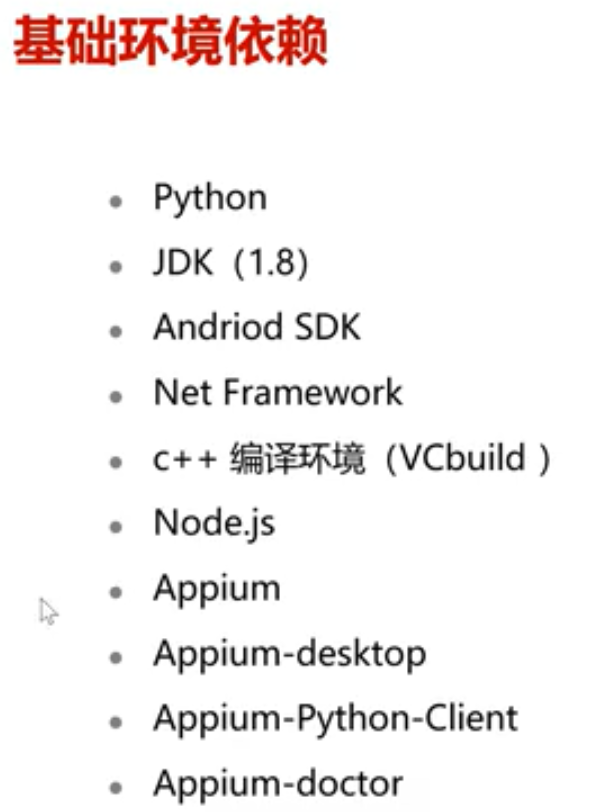 基础环境依赖
Python
JDK（1.8）
Andriod SDK
Net Framework
c++ 编译环境（VCbuild ）
Node.js
Appium
Appium-desktop
Appium-Python-Client
Appium-doctor